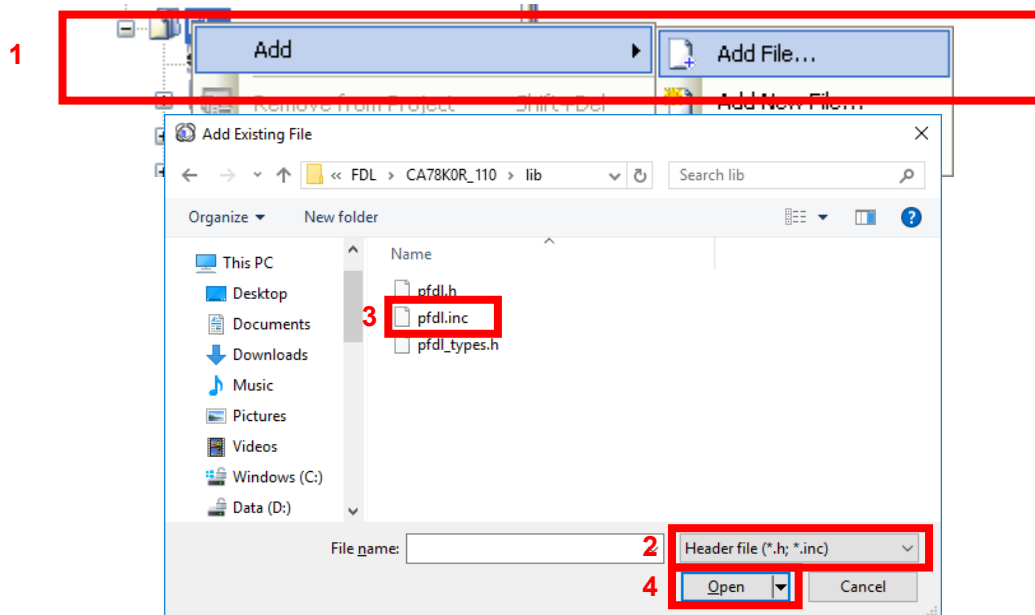 1
Add
Add File...
Remove from Project Shift+Del
Add New File...
Add Existing File
« FDL > CA78K0R_110 > lib
Search lib
Organize
New folder
This PC
Desktop
Documents
Downloads
Music
Pictures
Videos
Windows (C:)
Data (D:)
Name
pfdl.h
3
pfdl.inc
pfdl_types.h
File name:
2
Header file (*.h; *.inc)
4
Open
Cancel